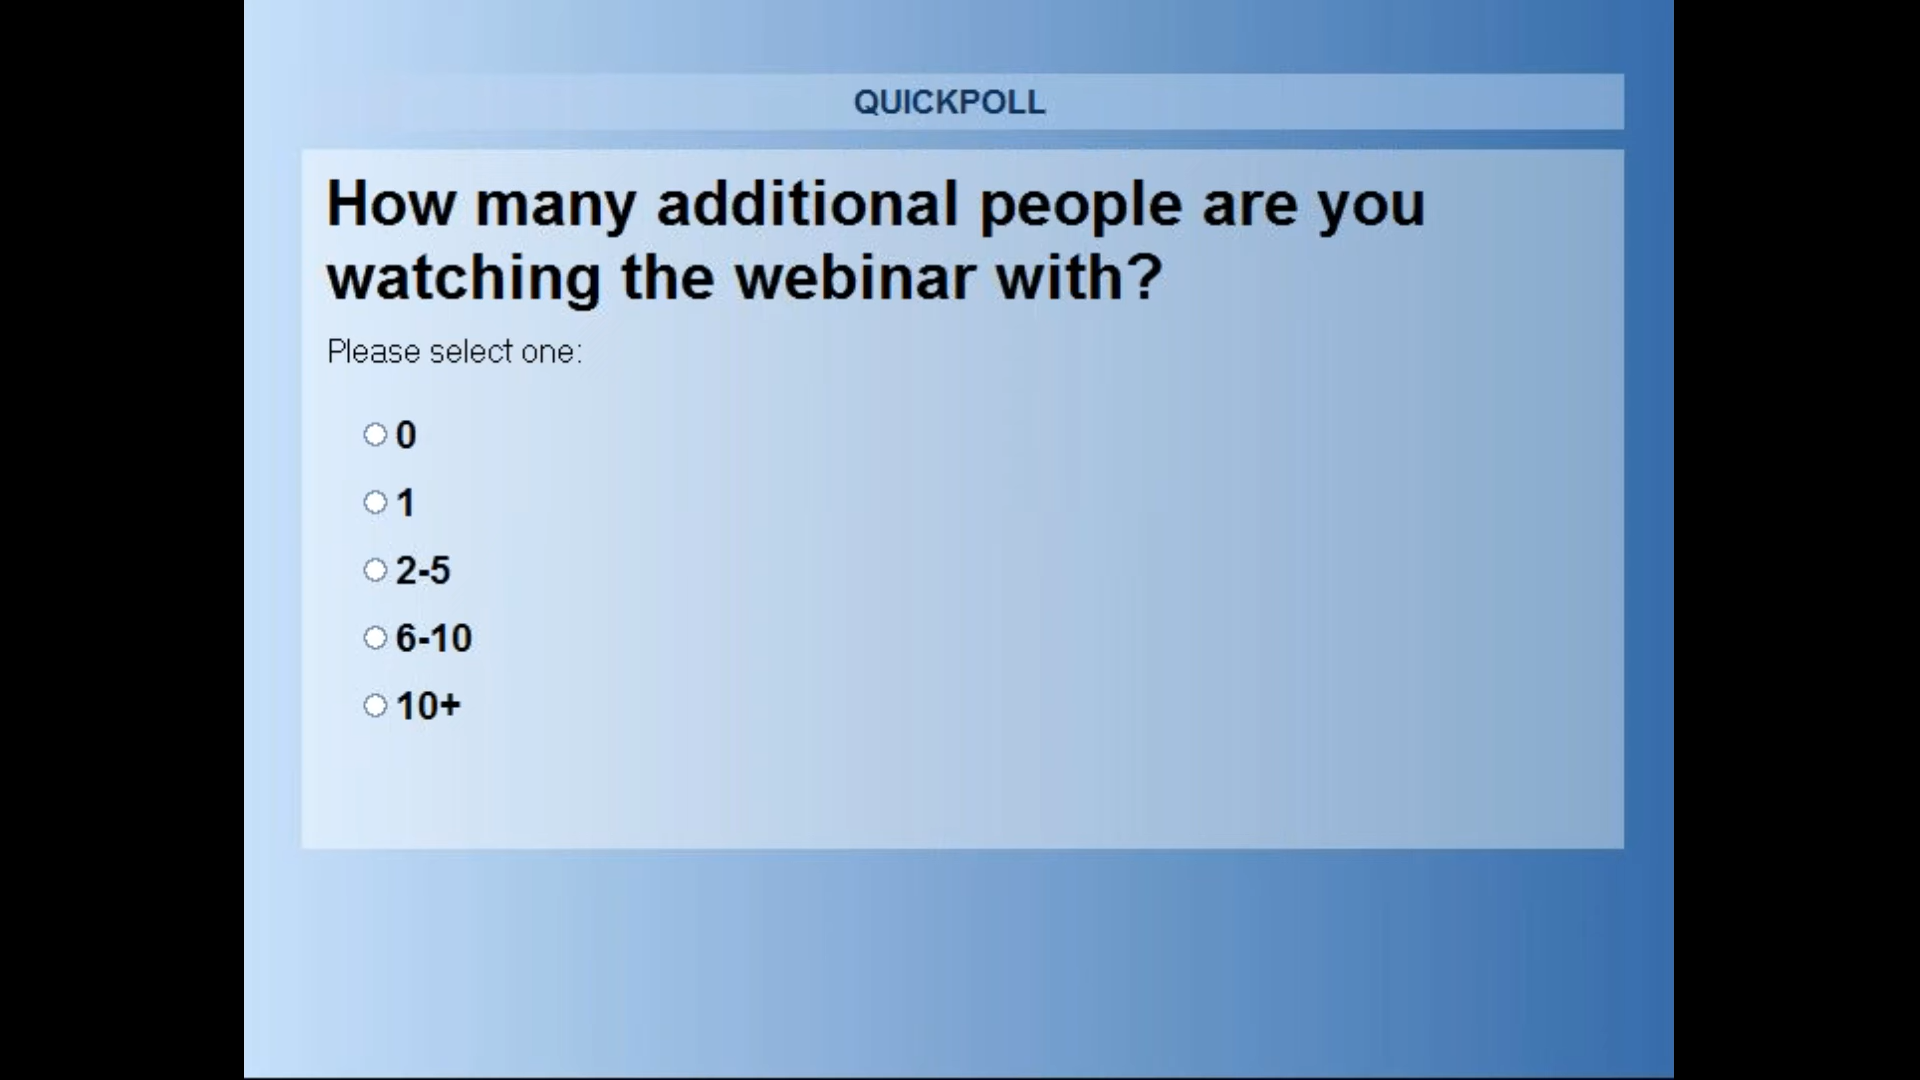 QUICKPOLL
How many additional people are you
watching the webinar with?
Please select one:
0
1
2-5
6-10
10+